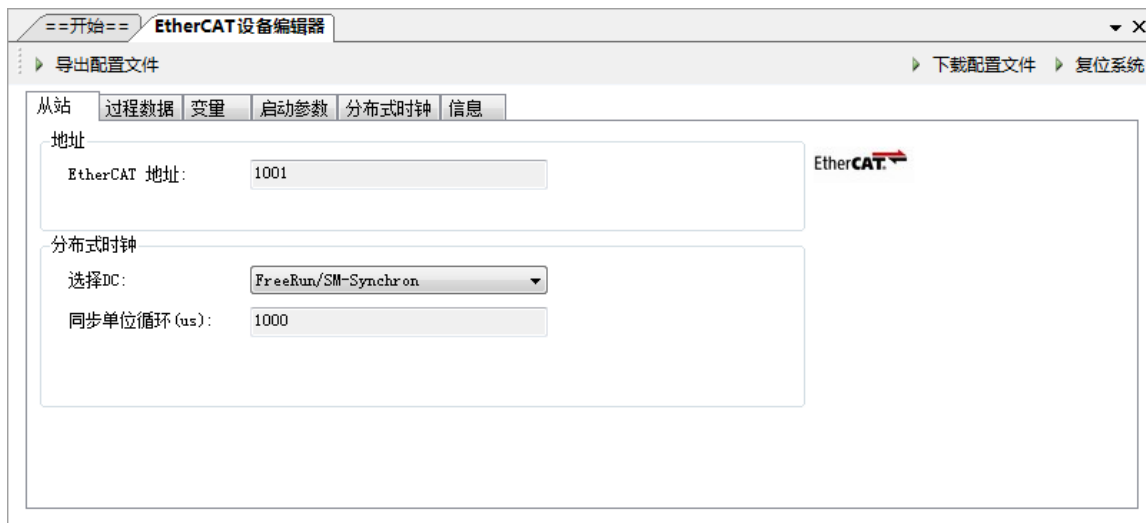 ==开始== EtherCAT设备编辑器
导出配置文件 下载配置文件 复位系统
从站 过程数据 变量 启动参数 分布式时钟 信息
地址
EtherCAT 地址: 1001
EtherCAT
分布式时钟
选择DC: FreeRun/SM-Synchron
同步单位循环(us): 1000